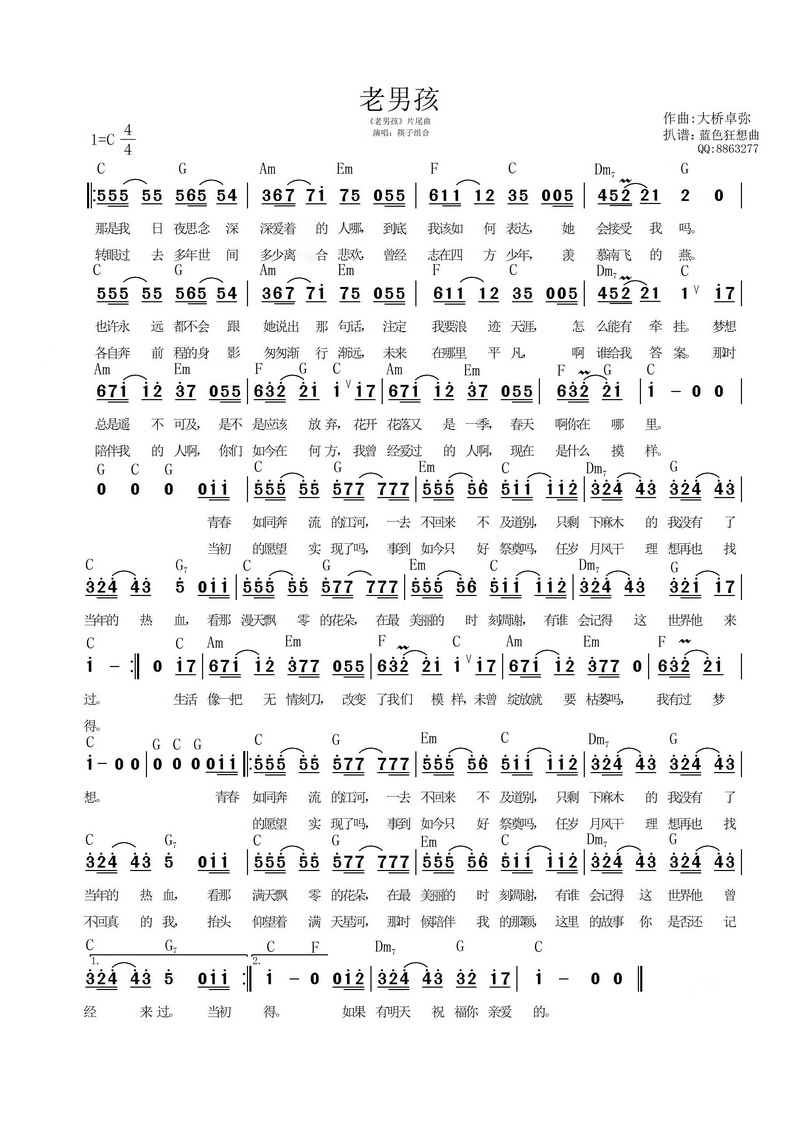 老男孩
《老男孩》片尾曲
演唱：筷子组合
1=C 4/4
作曲:大桥卓弥
扒谱:蓝色狂想曲
QQ:8863277
C G Am Em F C Dm7 G
555 55 565 54 | 367 71 75 055 | 611 12 35 005 | 452 21 2 0
那是我 日 夜思念 深 深爱着 的 人哪, 到底 我该如 何 表达, 她 会接受 我 吗。
转眼过 去 多年世 间 多少离 合 悲欢, 曾经 志在四 方 少年, 羡 慕南飞 的 燕。
C G Am Em F C Dm7 C
555 55 565 54 | 367 71 75 055 | 611 12 35 005 | 452 21 1 V 17 |
也许永 远 都不会 跟 她说出 那 句话, 注定 我要浪 迹 天涯, 怎 么能有 牵 挂。梦想
各自奔 前 程的身 影 匆匆渐 行 渐远, 未来 在哪里 平 凡, 啊 谁给我 答 案。那时
Am Em F G C Am Em F G C
671 12 37 055 | 632 21 1 V 17 | 671 12 37 055 | 632 21 | 1 - 0 0 |
总是遥 不 可及, 是不 是应该 放 弃, 花开 花落又 是 一季, 春天 啊你在 哪 里。
陪伴我 的 人啊, 你们 如今在 何 方, 我曾 经爱过 的 人啊, 现在 是什么 摸 样。
G C G C G Em Dm7 G
0 0 0 011 | 555 55 577 777 | 655 56 511 112 | 324 43 324 43 |
青春 如同奔 流 的江河, 一去 不回来 不 及道别, 只剩 下麻木 的 我没有 了
当初 的愿望 实 现了吗, 事到 如今只 好 祭奠吗, 任岁 月风干 理 想再也 找
C G7 C G Em C Dm7 G
324 43 5 011 | 555 55 577 777 | 655 56 511 112 | 324 43 321 17
当年的 热 血, 看那 漫天飘 零 的花朵, 在最 美丽的 时 刻凋谢, 有谁 会记得 这 世界他 来
C C Am Em F C Am Em F
1 - :‖ 0 17 | 671 12 377 055 | 632 21 1 V 17 | 671 12 377 055 | 632 21 |
过。 生活 像一把 无 情刻刀, 改变 了我们 模 样, 未曾 绽放就 要 枯萎吗, 我有过 梦
得。
C G C G C G Em C Dm7 G
1 - 0 0 | 0 0 0 011 ‖: 555 55 577 777 | 655 56 511 112 | 324 43 324 43 |
想。 青春 如同奔 流 的江河, 一去 不回来 不 及道别, 只剩 下麻木 的 我没有 了
的愿望 实 现了吗, 事到 如今只 好 祭奠吗, 任岁 月风干 理 想再也 找
C G7 C G Em C Dm7 G
324 43 5 011 | 555 55 577 777 | 655 56 511 112 | 324 43 324 43 |
当年的 热 血, 看那 满天飘 零 的花朵, 在最 美丽的 时 刻凋谢, 有谁 会记得 这 世界他 曾
不回真 的 我, 抬头 仰望着 满 天星河, 那时 候陪伴 我 的那颗, 这里 的故事 你 是否还 记
C G7 C F Dm7 G C
1. 2.
324 43 5 011 :‖ 1 0 012 | 324 43 32 17 | 1 - 0 0 ‖
经 来 过。 当初 得。 如果 有明天 祝 福你 亲爱 的。